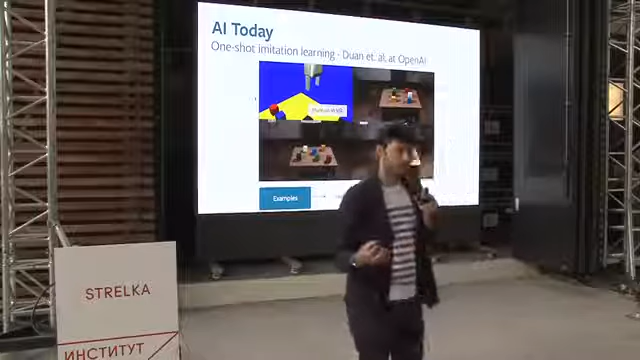 AI Today
One-shot imitation learning - Duan et. al. at OpenAI
Examples
STRELKA
ИНСТИТУТ